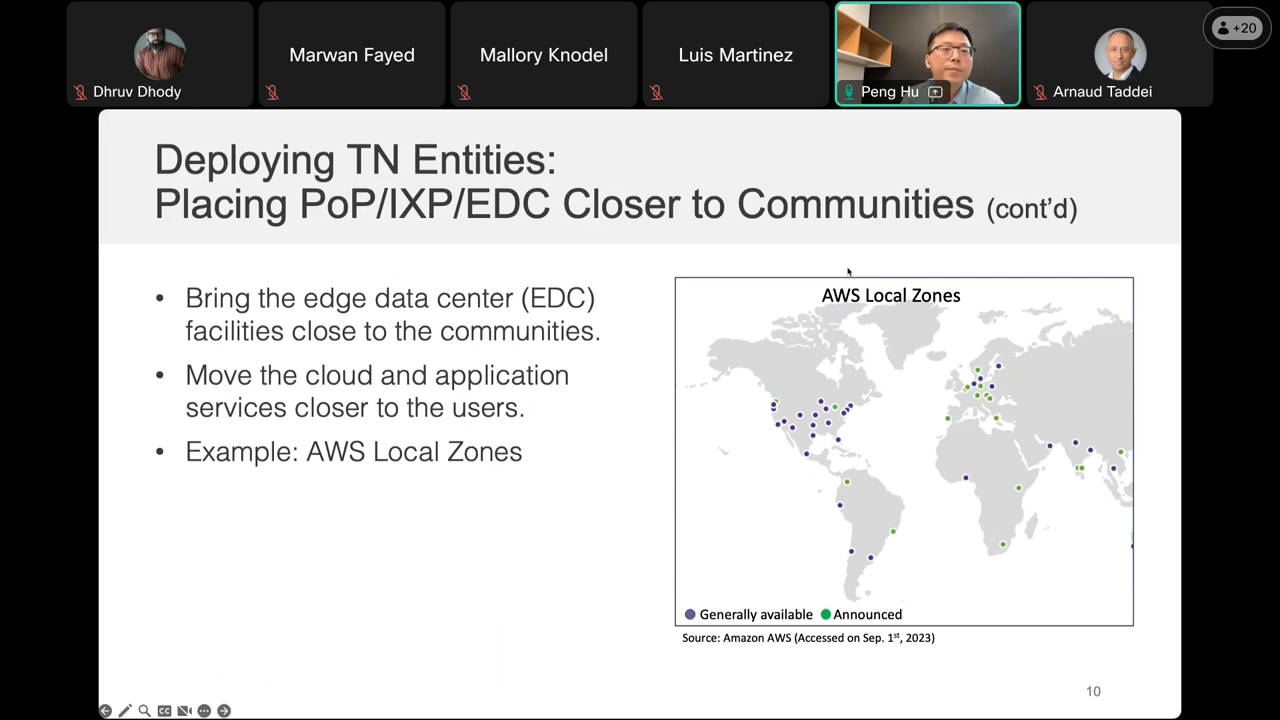 Marwan Fayed
Mallory Knodel
Luis Martinez
+20
Dhruv Dhody
Peng Hu
Arnaud Taddei
Deploying TN Entities:
Placing PoP/IXP/EDC Closer to Communities (cont’d)
• Bring the edge data center (EDC)
facilities close to the communities.
• Move the cloud and application
services closer to the users.
• Example: AWS Local Zones
AWS Local Zones
Generally available Announced
Source: Amazon AWS (Accessed on Sep. 1st, 2023)
10
CC